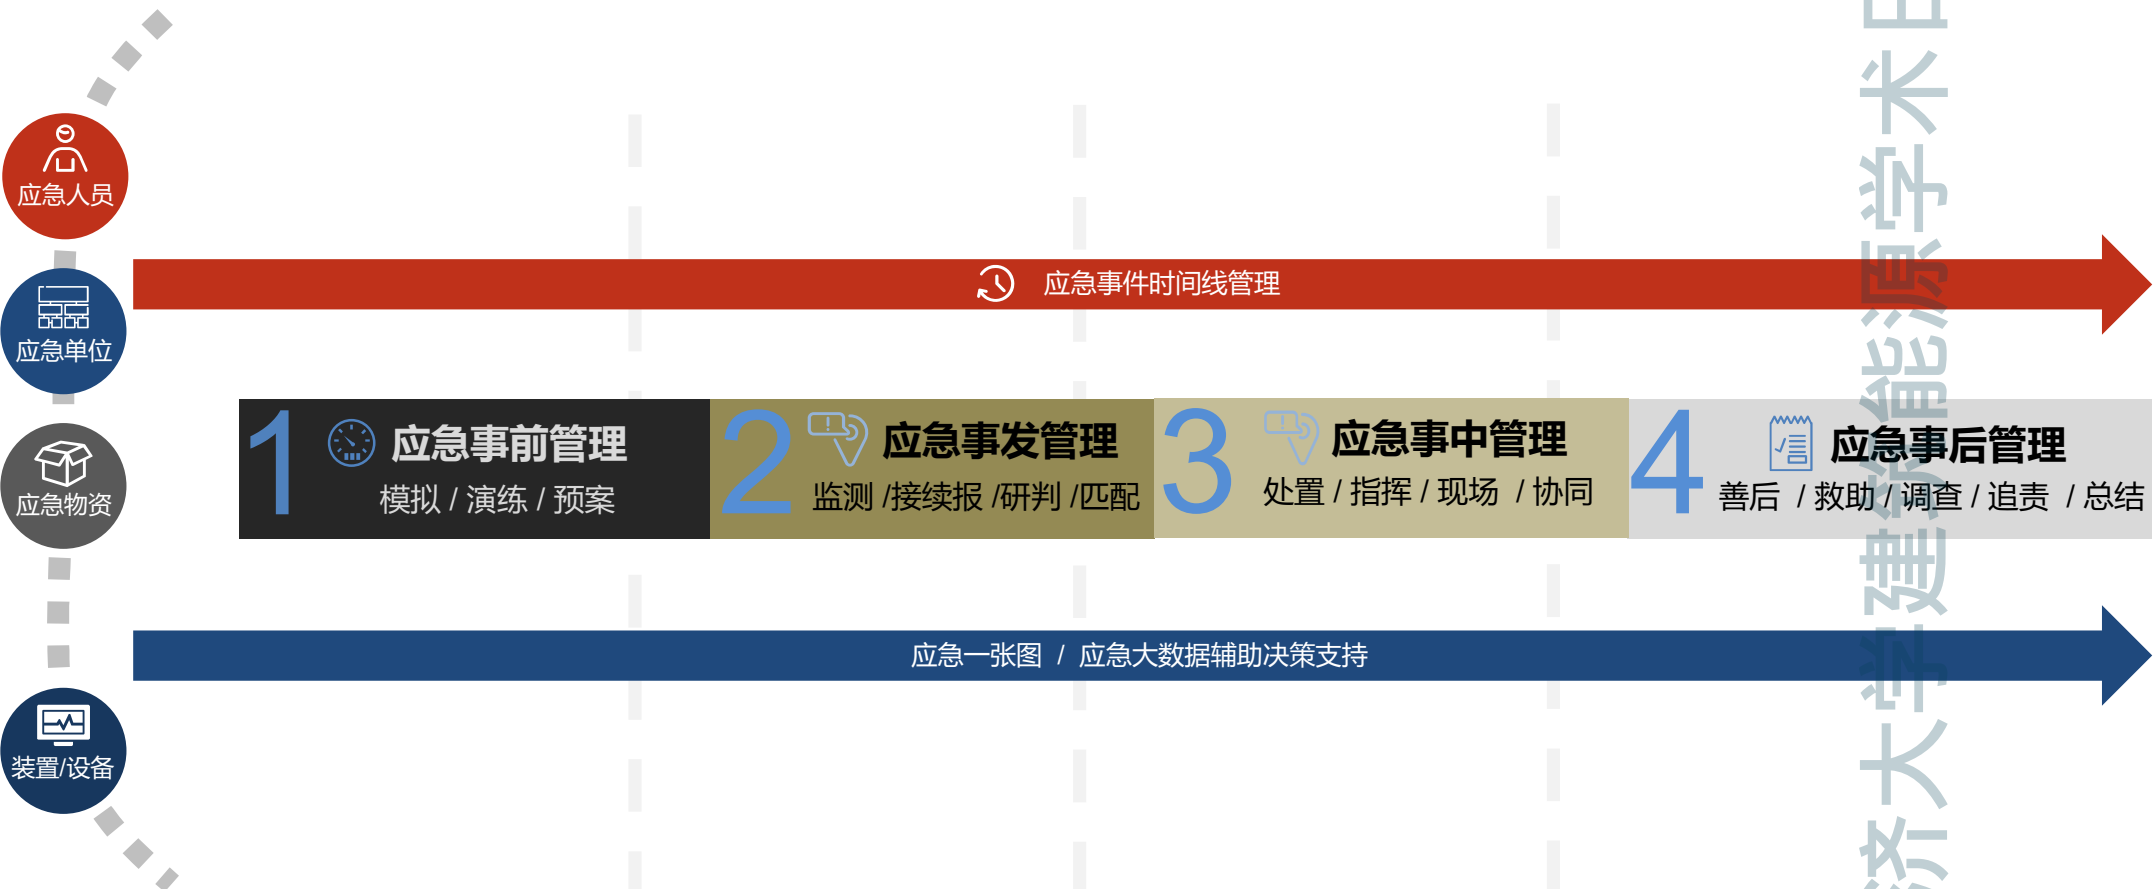 应急人员
应急事件时间线管理
应急单位
1
应急事前管理
模拟 / 演练 / 预案
2
应急事发管理
监测 /接续报 /研判 /匹配
3
应急事中管理
处置 / 指挥 / 现场 / 协同
4
应急事后管理
善后 / 救助 / 调查 / 追责 / 总结
应急物资
应急一张图 / 应急大数据辅助决策支持
装置/设备
济大学建筑能源学术